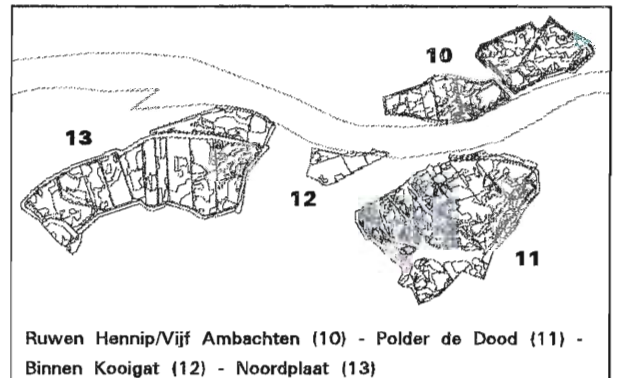 10
13
12
11
Ruwen Hennip/Vijf Ambachten (10) - Polder de Dood (11) -
Binnen Kooigat (12) - Noordplaat (13)